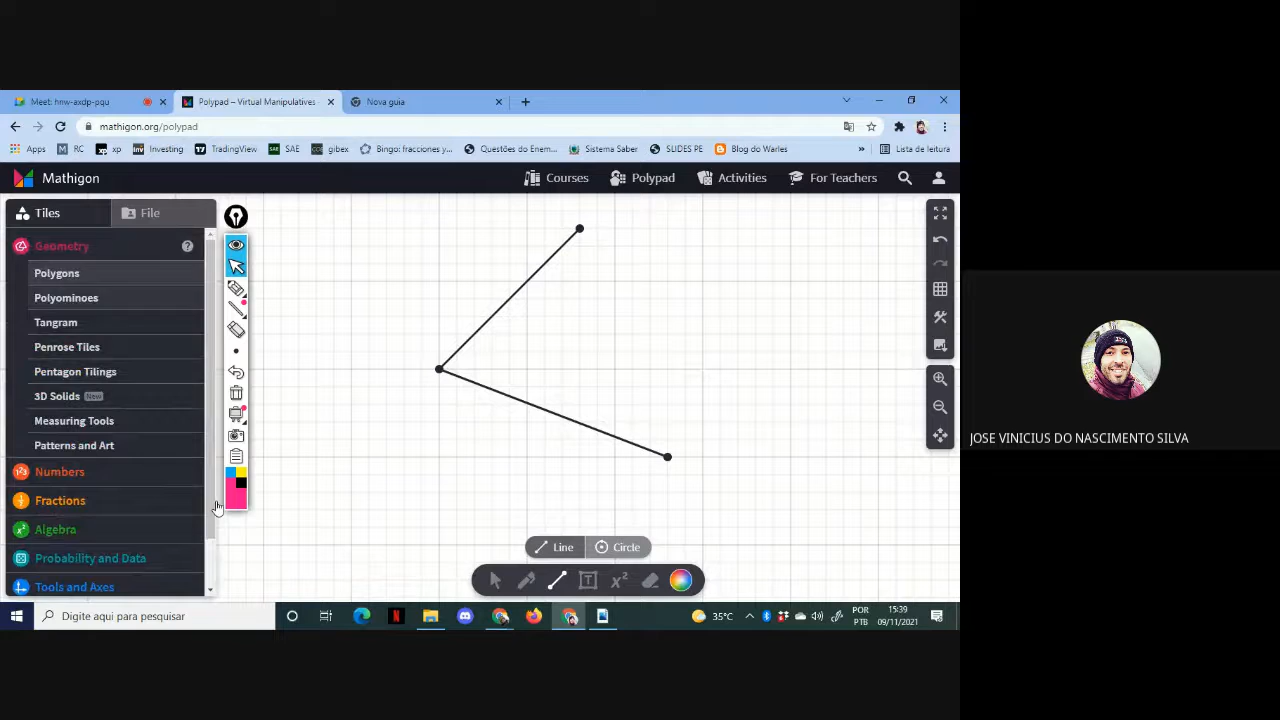 Meet: hnw-axdp-pqu
Polypad – Virtual Manipulatives
Nova guia
mathigon.org/polypad
Apps
RC
xp
Investing
TradingView
SAE
gibex
Bingo: fracciones y...
Questões do Enem...
Sistema Saber
SLIDES PE
Blog do Warles
»
Lista de leitura
Mathigon
Courses
Polypad
Activities
For Teachers
Tiles
File
Geometry
?
Polygons
Polyominoes
Tangram
Penrose Tiles
Pentagon Tilings
3D Solids New
Measuring Tools
Patterns and Art
Numbers
Fractions
Algebra
Probability and Data
Tools and Axes
Line
Circle
T
x²
Digite aqui para pesquisar
35°C
POR
PTB
15:39
09/11/2021
JOSE VINICIUS DO NASCIMENTO SILVA